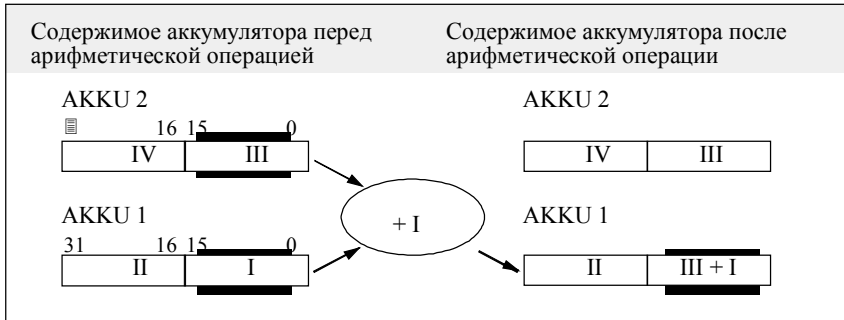 Содержимое аккумулятора перед
арифметической операцией
Содержимое аккумулятора после
арифметической операции
AKKU 2
16 15 0
IV III
AKKU 1
31 16 15 0
II I
+ I
AKKU 2
IV III
AKKU 1
II III + I